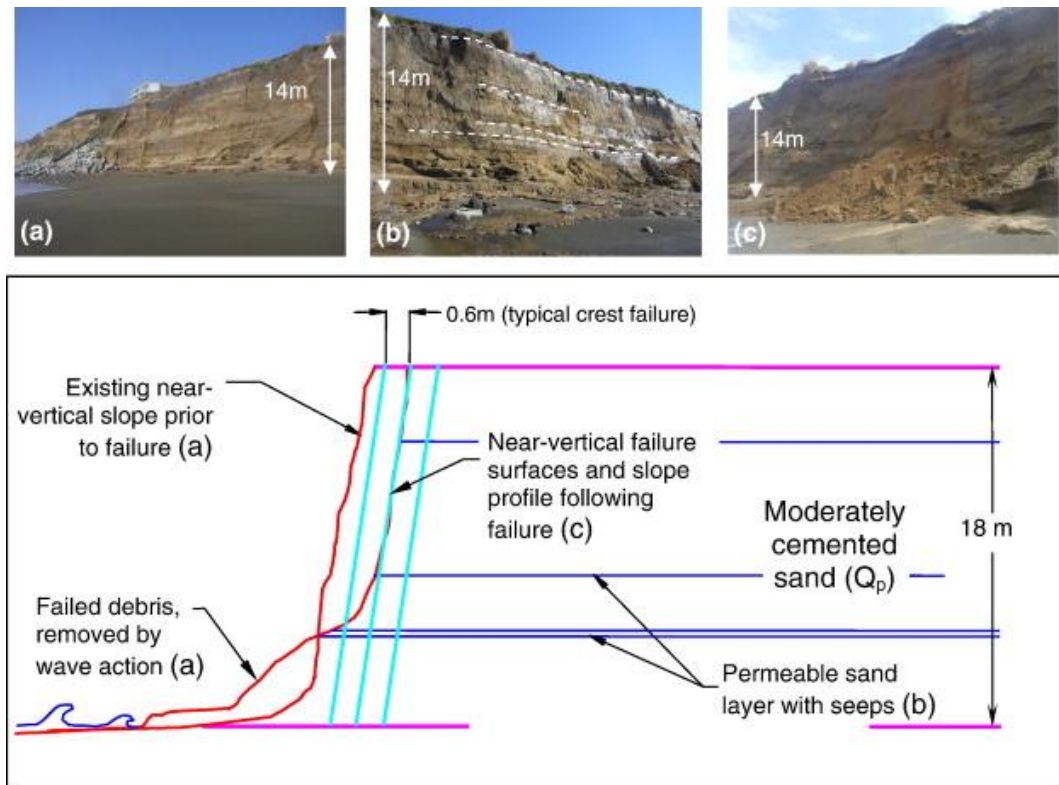 14m
(a)
14m
(b)
14m
(c)
0.6m (typical crest failure)
Existing near-
vertical slope prior
to failure (a)
Near-vertical failure
surfaces and slope
profile following
failure (c)
Moderately
cemented
sand (Qp)
18 m
Failed debris,
removed by
wave action (a)
Permeable sand
layer with seeps (b)